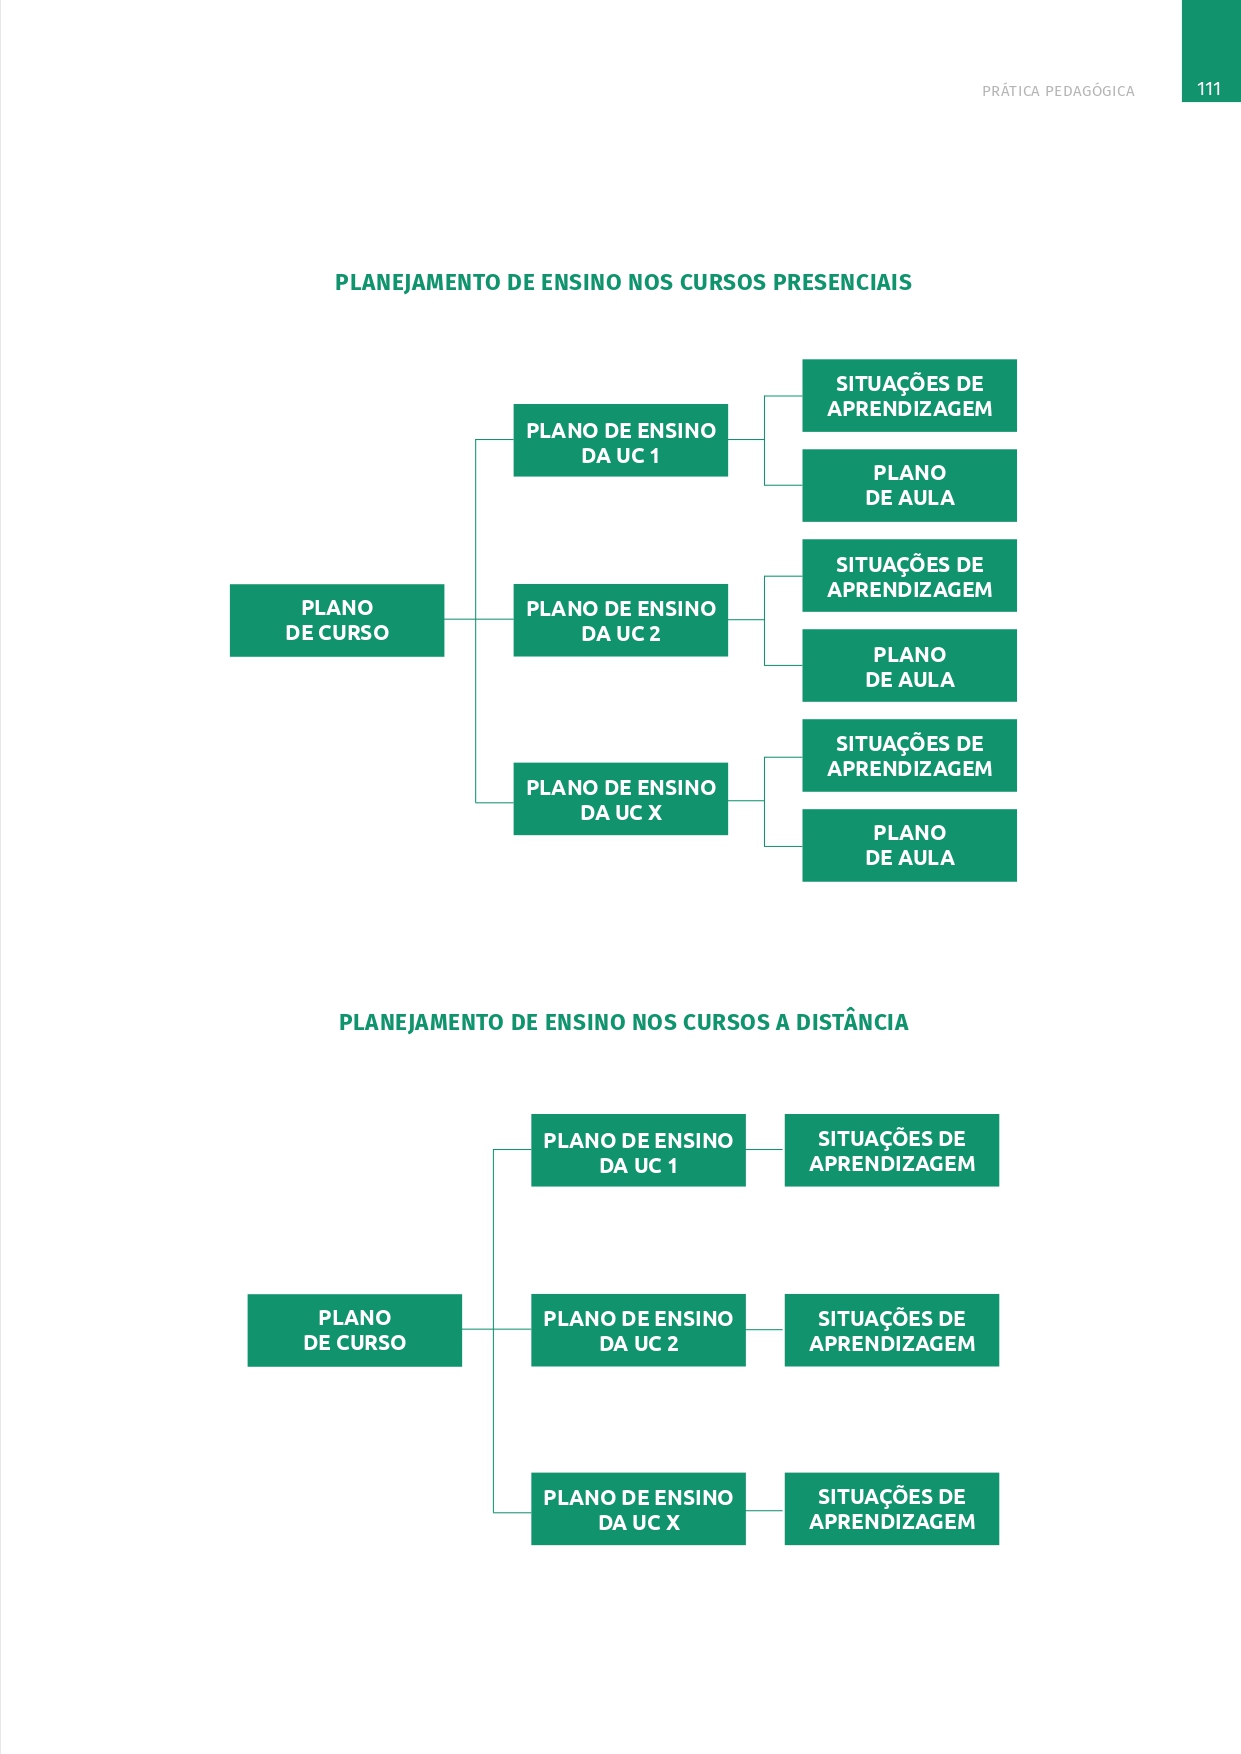 PRÁTICA PEDAGÓGICA
111
PLANEJAMENTO DE ENSINO NOS CURSOS PRESENCIAIS
PLANO
DE CURSO
PLANO DE ENSINO
DA UC 1
SITUAÇÕES DE
APRENDIZAGEM
PLANO
DE AULA
PLANO DE ENSINO
DA UC 2
SITUAÇÕES DE
APRENDIZAGEM
PLANO
DE AULA
PLANO DE ENSINO
DA UC X
SITUAÇÕES DE
APRENDIZAGEM
PLANO
DE AULA
PLANEJAMENTO DE ENSINO NOS CURSOS A DISTÂNCIA
PLANO
DE CURSO
PLANO DE ENSINO
DA UC 1
SITUAÇÕES DE
APRENDIZAGEM
PLANO DE ENSINO
DA UC 2
SITUAÇÕES DE
APRENDIZAGEM
PLANO DE ENSINO
DA UC X
SITUAÇÕES DE
APRENDIZAGEM